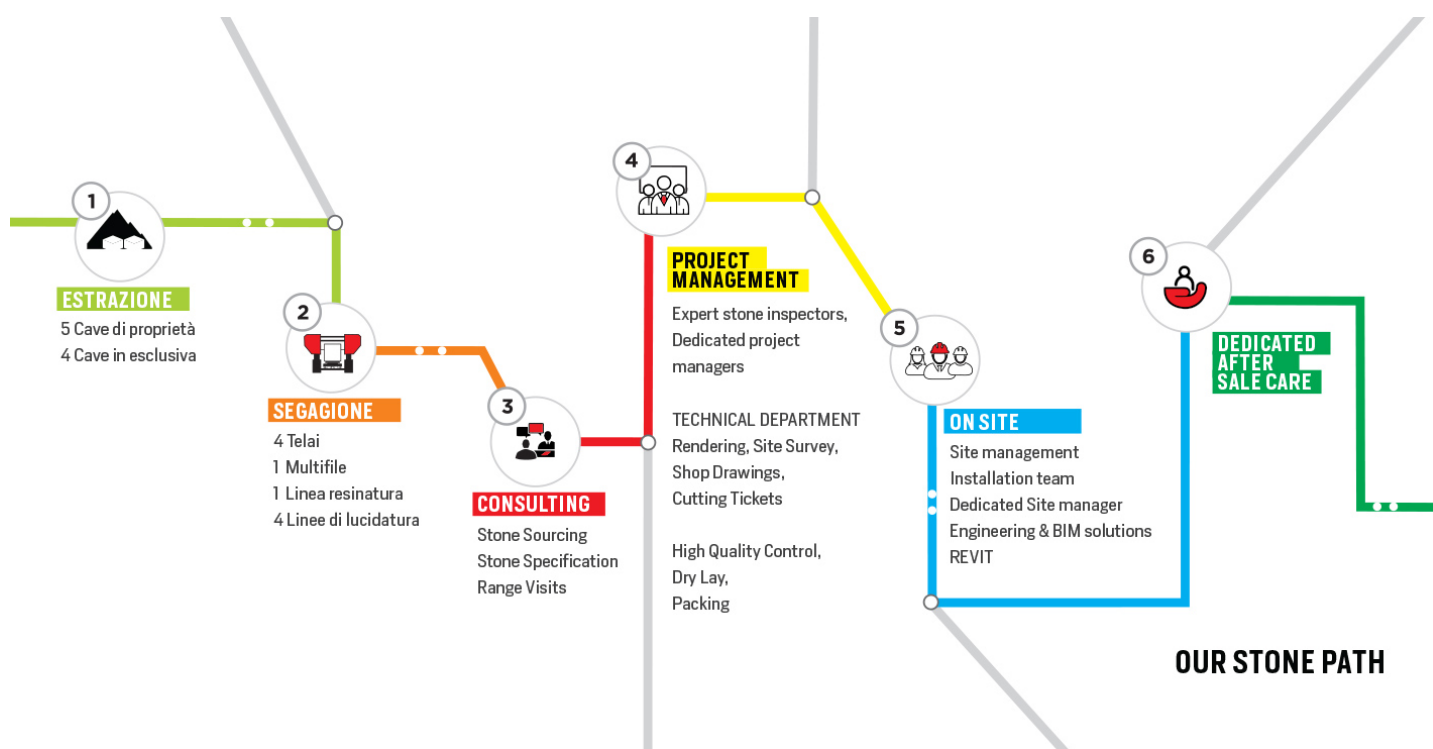 1
ESTRAZIONE
5 Cave di proprietà
4 Cave in esclusiva
2
SEGAGIONE
4 Telai
1 Multifile
1 Linea resinatura
4 Linee di lucidatura
3
CONSULTING
Stone Sourcing
Stone Specification
Range Visits
4
PROJECT
MANAGEMENT
Expert stone inspectors,
Dedicated project
managers
TECHNICAL DEPARTMENT
Rendering, Site Survey,
Shop Drawings,
Cutting Tickets
High Quality Control,
Dry Lay,
Packing
5
ON SITE
Site management
Installation team
Dedicated Site manager
Engineering & BIM solutions
REVIT
6
DEDICATED
AFTER
SALE CARE
OUR STONE PATH